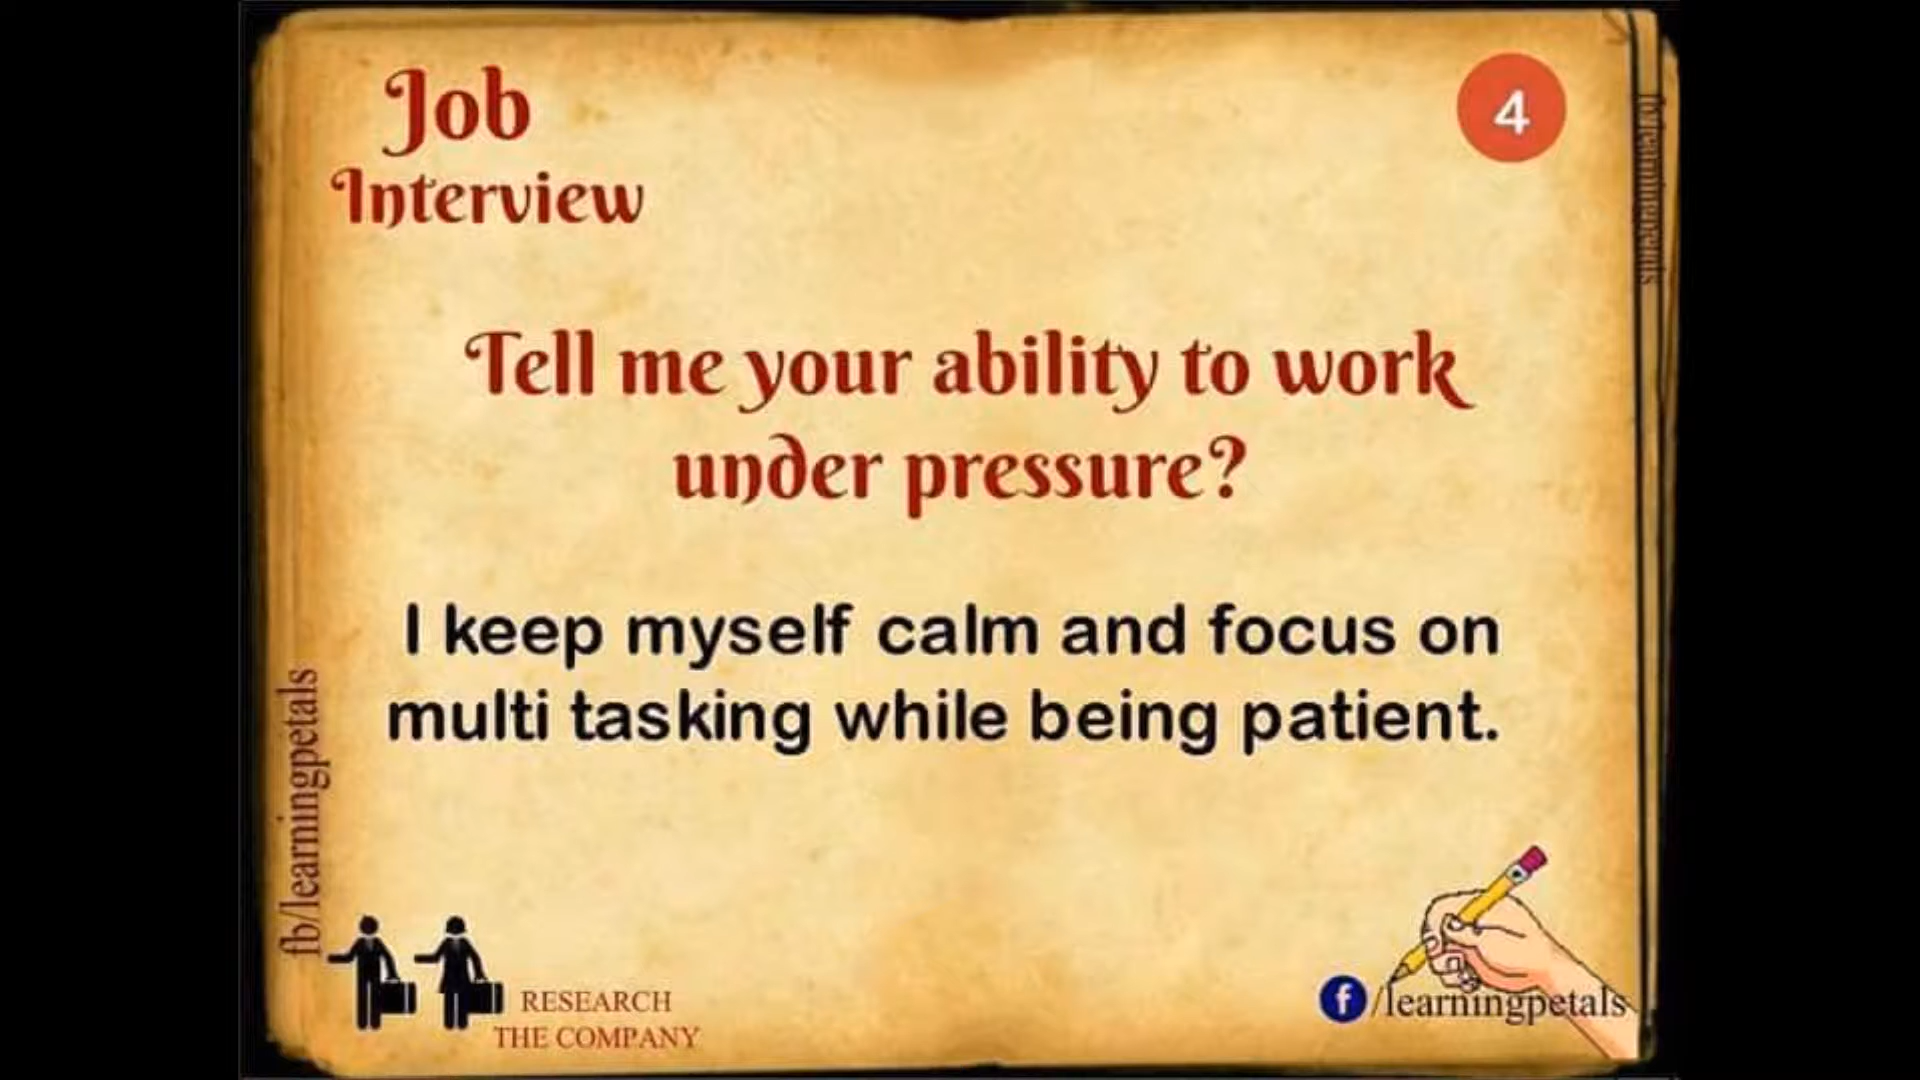 Job
Interview
4
Tell me your ability to work
under pressure?
I keep myself calm and focus on
multi tasking while being patient.
fb/learningpetals
RESEARCH
THE COMPANY
f/learningpetals